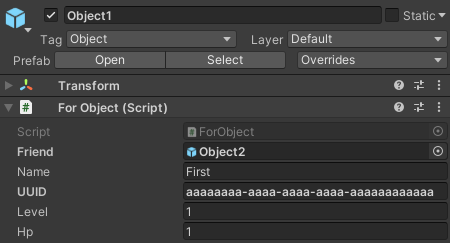 Object1 Static
Tag Object Layer Default
Prefab Open Select Overrides
Transform
# For Object (Script)
Script # ForObject
Friend Object2
Name First
UUID aaaaaaaa-aaaa-aaaa-aaaa-aaaaaaaaaaaa
Level 1
Hp 1